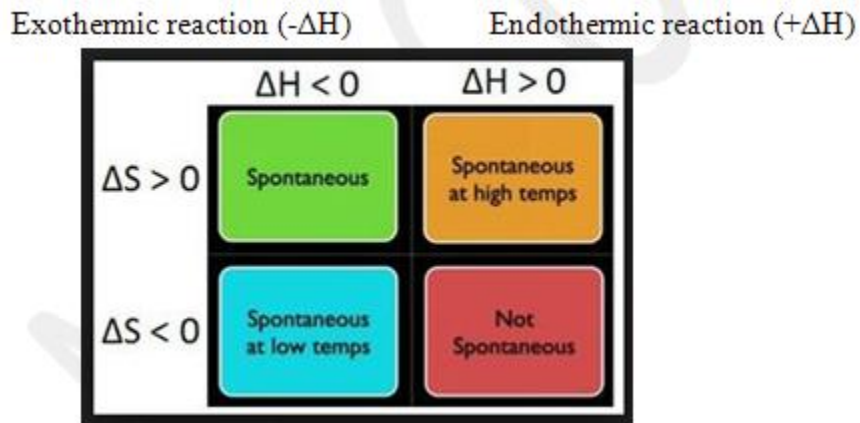 Exothermic reaction (-ΔH) Endothermic reaction (+ΔH)
ΔH < 0 ΔH > 0
ΔS > 0 Spontaneous Spontaneous
at high temps
ΔS < 0 Spontaneous
at low temps Not
Spontaneous